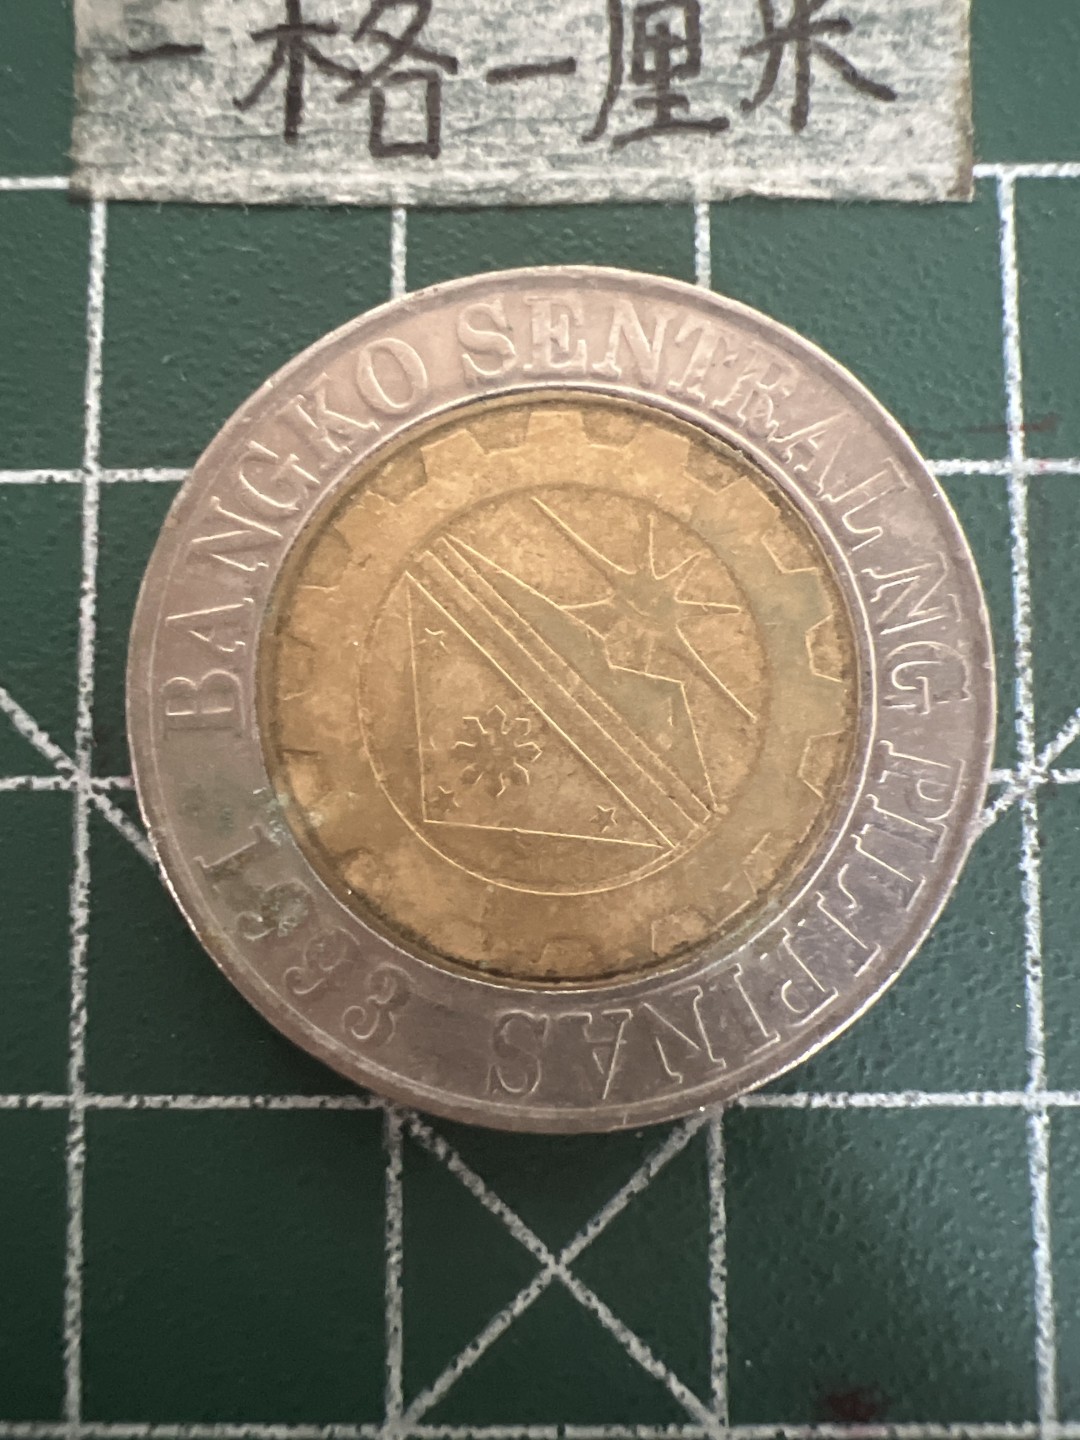 一格一厘米
BANGKO SENTRAL NG PILIPINAS
1993